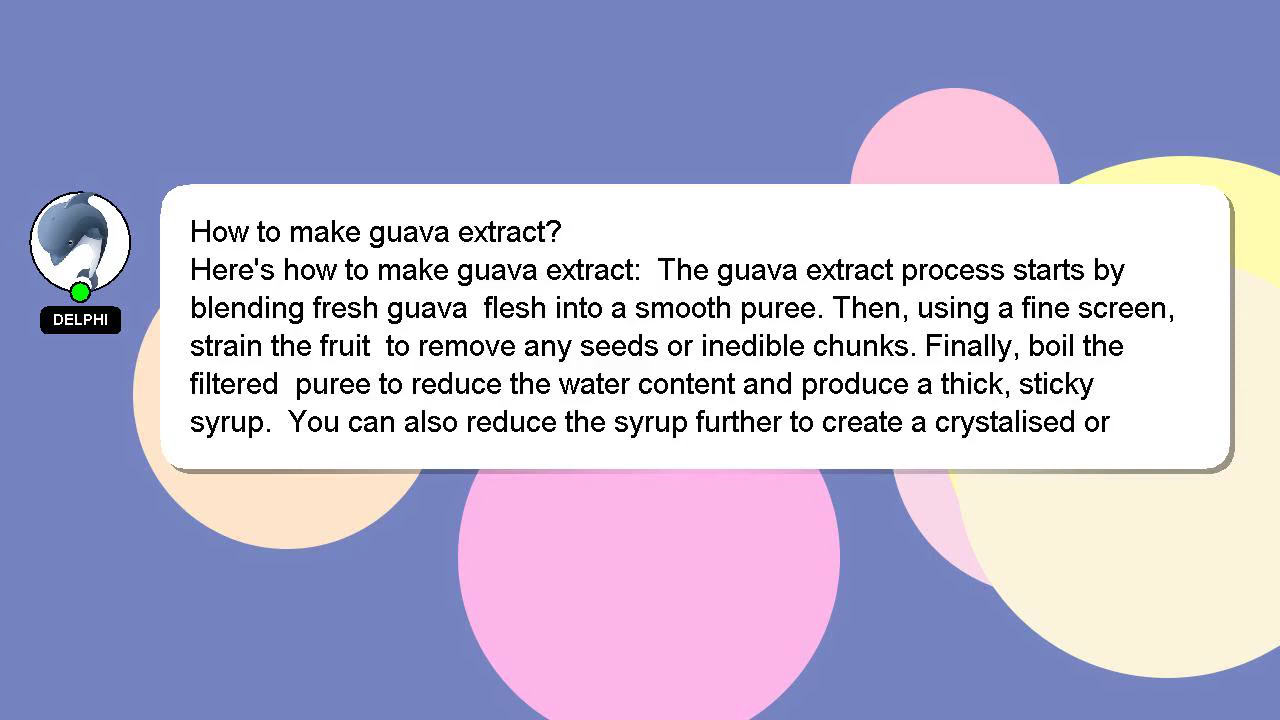 How to make guava extract?
Here's how to make guava extract:  The guava extract process starts by
blending fresh guava  flesh into a smooth puree. Then, using a fine screen,
strain the fruit  to remove any seeds or inedible chunks. Finally, boil the
filtered  puree to reduce the water content and produce a thick, sticky
syrup.  You can also reduce the syrup further to create a crystalised or
DELPHI